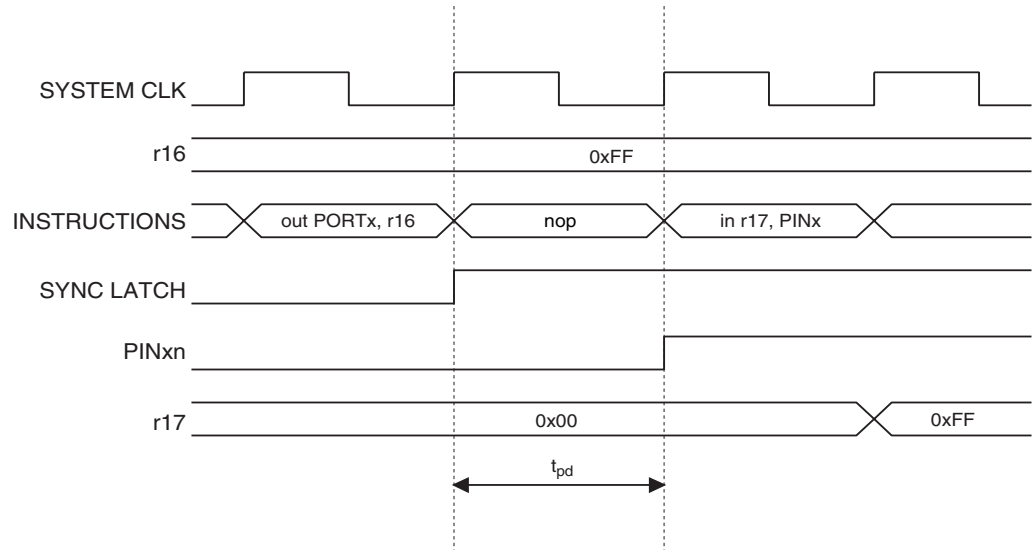 SYSTEM CLK
r16
0xFF
INSTRUCTIONS
out PORTx, r16
nop
in r17, PINx
SYNC LATCH
PINxn
r17
0x00
0xFF
tpd